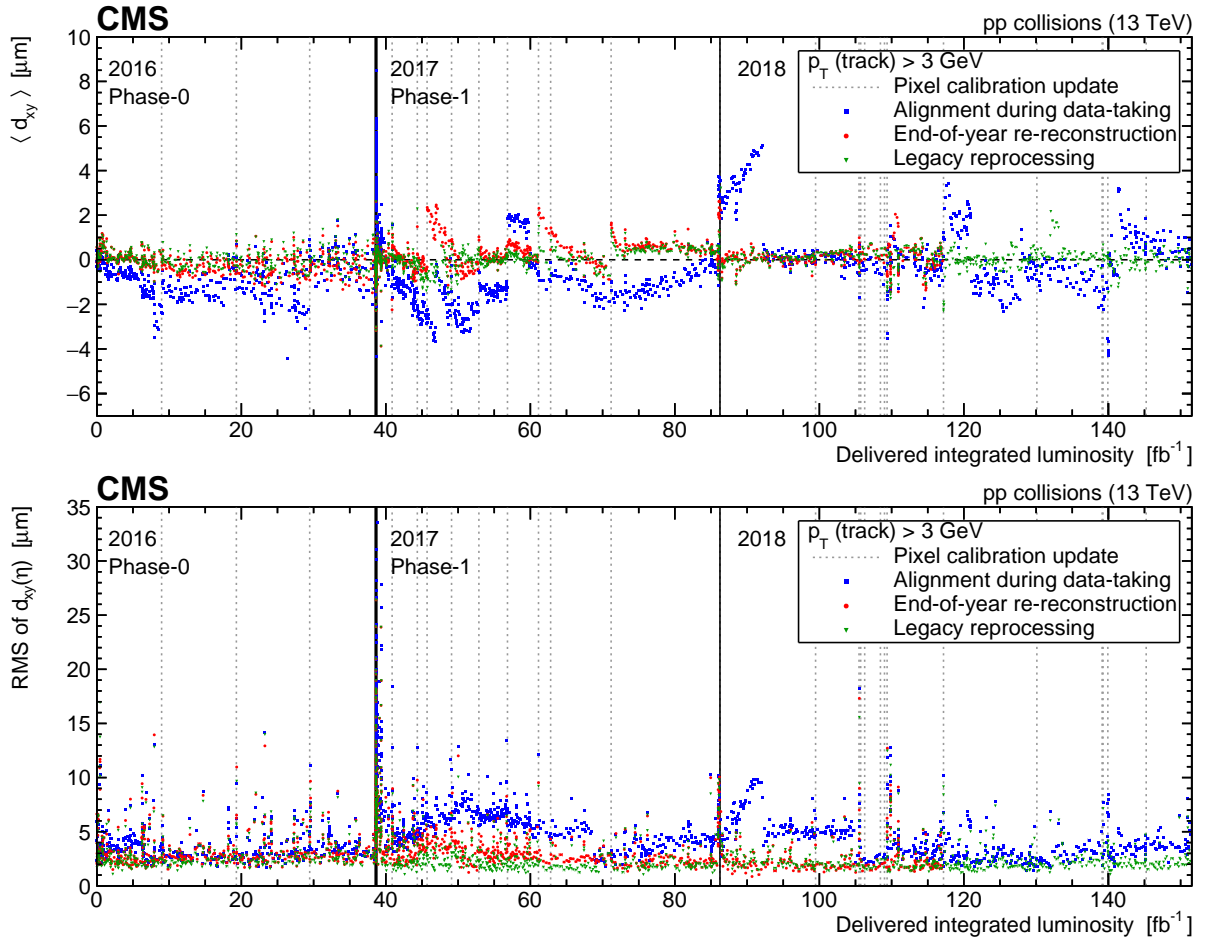 CMS
pp collisions (13 TeV)
⟨ d_xy ⟩ [μm]
10
8
6
4
2
0
−2
−4
−6
2016
Phase-0
2017
Phase-1
2018
p_T (track) > 3 GeV
Pixel calibration update
Alignment during data-taking
End-of-year re-reconstruction
Legacy reprocessing
0 20 40 60 80 100 120 140
Delivered integrated luminosity [fb⁻¹]
CMS
pp collisions (13 TeV)
RMS of d_xy(η) [μm]
35
30
25
20
15
10
5
0
2016
Phase-0
2017
Phase-1
2018
p_T (track) > 3 GeV
Pixel calibration update
Alignment during data-taking
End-of-year re-reconstruction
Legacy reprocessing
0 20 40 60 80 100 120 140
Delivered integrated luminosity [fb⁻¹]